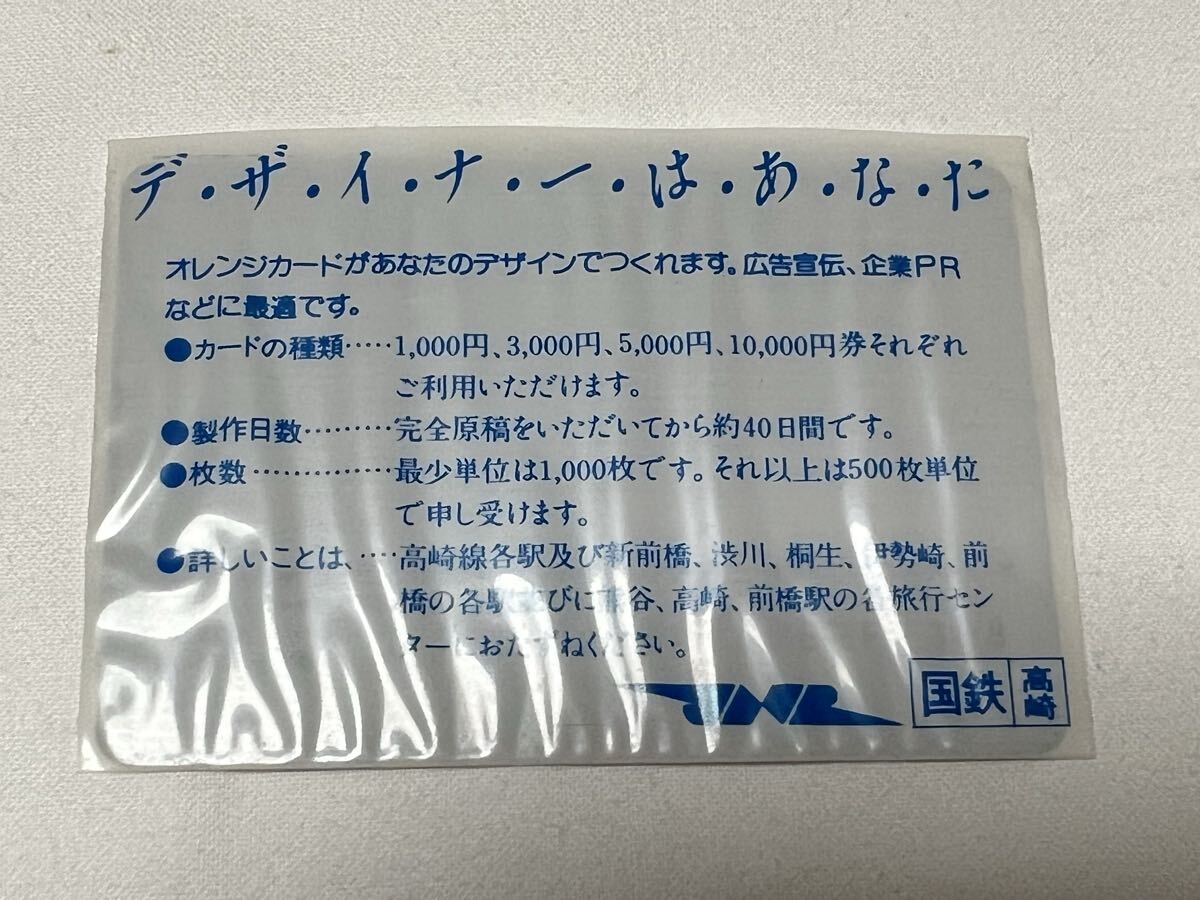 デ・ザ・イ・ナ・ー・は・あ・な・た
オレンジカードがあなたのデザインでつくれます。広告宣伝、企業PR
などに最適です。
●カードの種類‥‥‥1,000円、3,000円、5,000円、10,000円券それぞれ
ご利用いただけます。
●製作日数‥‥‥‥‥完全原稿をいただいてから約40日間です。
●枚数‥‥‥‥‥‥‥最少単位は1,000枚です。それ以上は500枚単位
で申し受けます。
●詳しいことは、‥‥高崎線各駅及び新前橋、渋川、桐生、伊勢崎、前
橋の各駅並びに熊谷、高崎、前橋駅の各旅行セン
ターにおたずねください。
JNR 国鉄 高崎